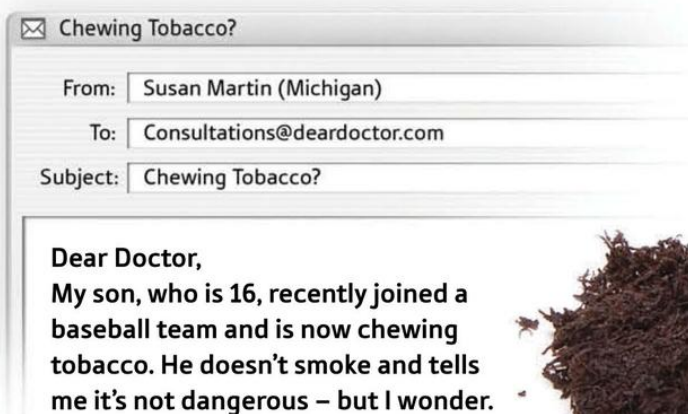 Chewing Tobacco?
From: Susan Martin (Michigan)
To: Consultations@deardoctor.com
Subject: Chewing Tobacco?
Dear Doctor,
My son, who is 16, recently joined a
baseball team and is now chewing
tobacco. He doesn’t smoke and tells
me it’s not dangerous – but I wonder.